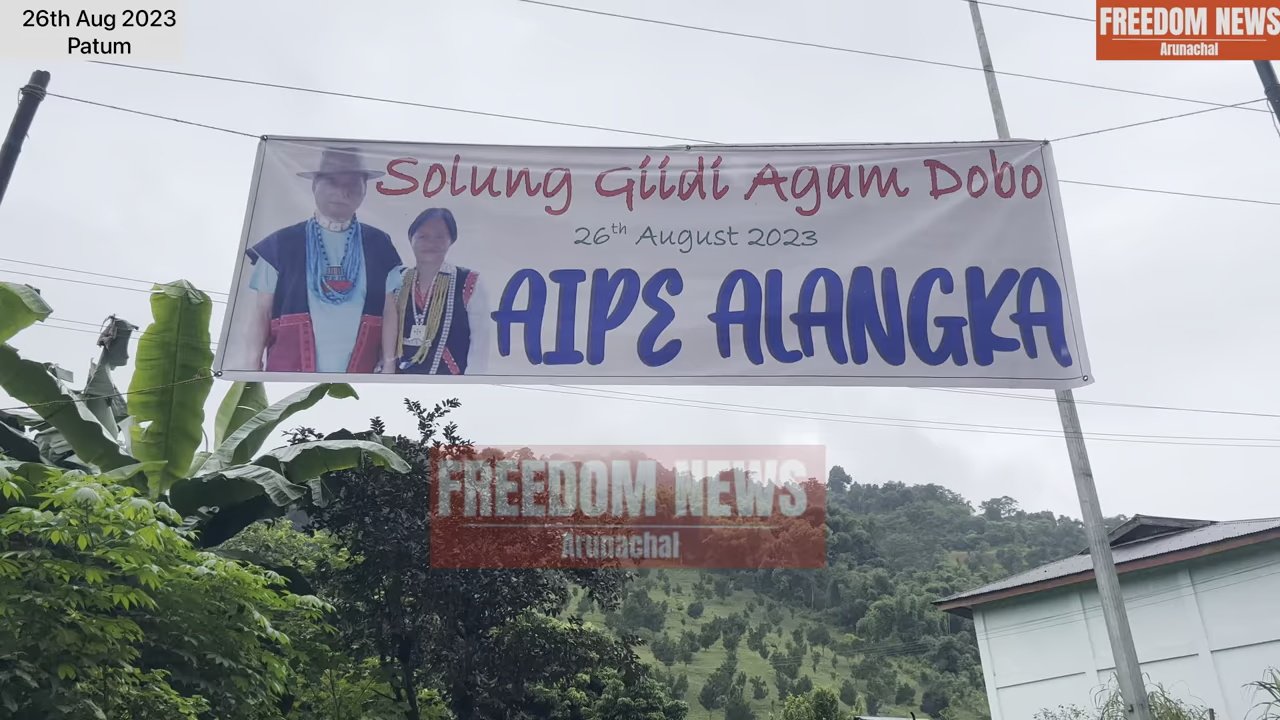 26th Aug 2023
Patum
FREEDOM NEWS
Arunachal
Solung Giidi Agam Dobo
26th August 2023
AIPE ALANGKA
FREEDOM NEWS
Arunachal